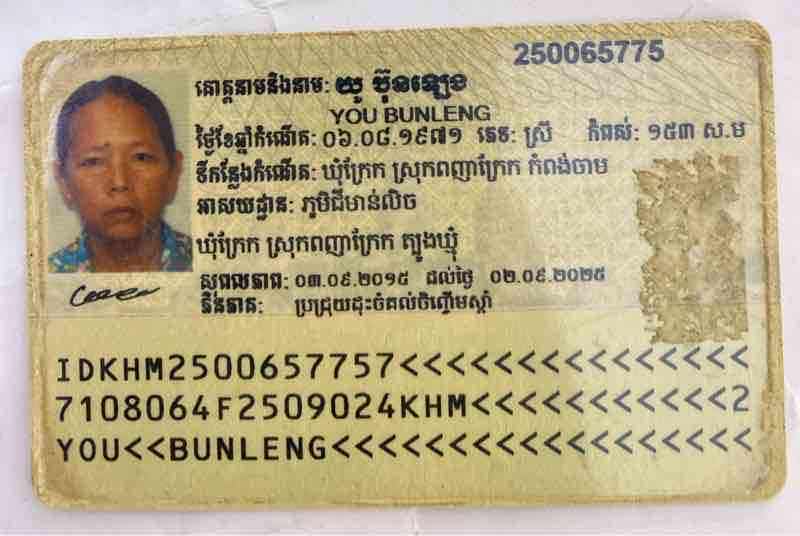 250065775
គោត្តនាមនិងនាម: យូ ប៊ុនឡេង
YOU BUNLENG
ថ្ងៃខែឆ្នាំកំណើត: ០៦.០៨.១៩៧១ ភេទ: ស្រី កំពស់: ១៥៣ ស.ម
ទីកន្លែងកំណើត: ឃុំក្រែក ស្រុកពញាក្រែក កំពង់ចាម
អាសយដ្ឋាន: ភូមិជីមាន់លិច
ឃុំក្រែក ស្រុកពញាក្រែក ត្បូងឃ្មុំ
សុពលភាព: ០៣.០៩.២០១៥ ដល់ថ្ងៃ ០២.០៩.២០២៥
ភិនភាគ: ប្រជ្រុយដុះចំគល់ចិញ្ចើមស្តាំ
IDKHM2500657757<<<<<<<<<<<<<<<
7108064F2509024KHM<<<<<<<<<<<2
YOU<<BUNLENG<<<<<<<<<<<<<<<<<<